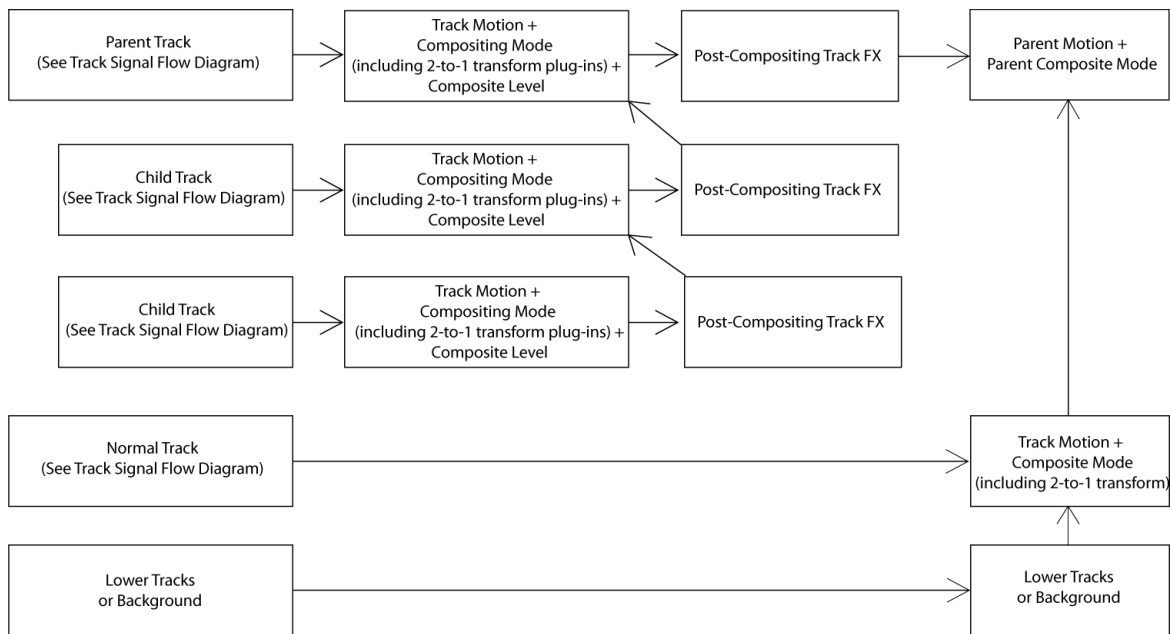 Parent Track
(See Track Signal Flow Diagram)
Track Motion +
Compositing Mode
(including 2-to-1 transform plug-ins) +
Composite Level
Post-Compositing Track FX
Parent Motion +
Parent Composite Mode
Child Track
(See Track Signal Flow Diagram)
Track Motion +
Compositing Mode
(including 2-to-1 transform plug-ins) +
Composite Level
Post-Compositing Track FX
Child Track
(See Track Signal Flow Diagram)
Track Motion +
Compositing Mode
(including 2-to-1 transform plug-ins) +
Composite Level
Post-Compositing Track FX
Normal Track
(See Track Signal Flow Diagram)
Track Motion +
Composite Mode
(including 2-to-1 transform)
Lower Tracks
or Background
Lower Tracks
or Background